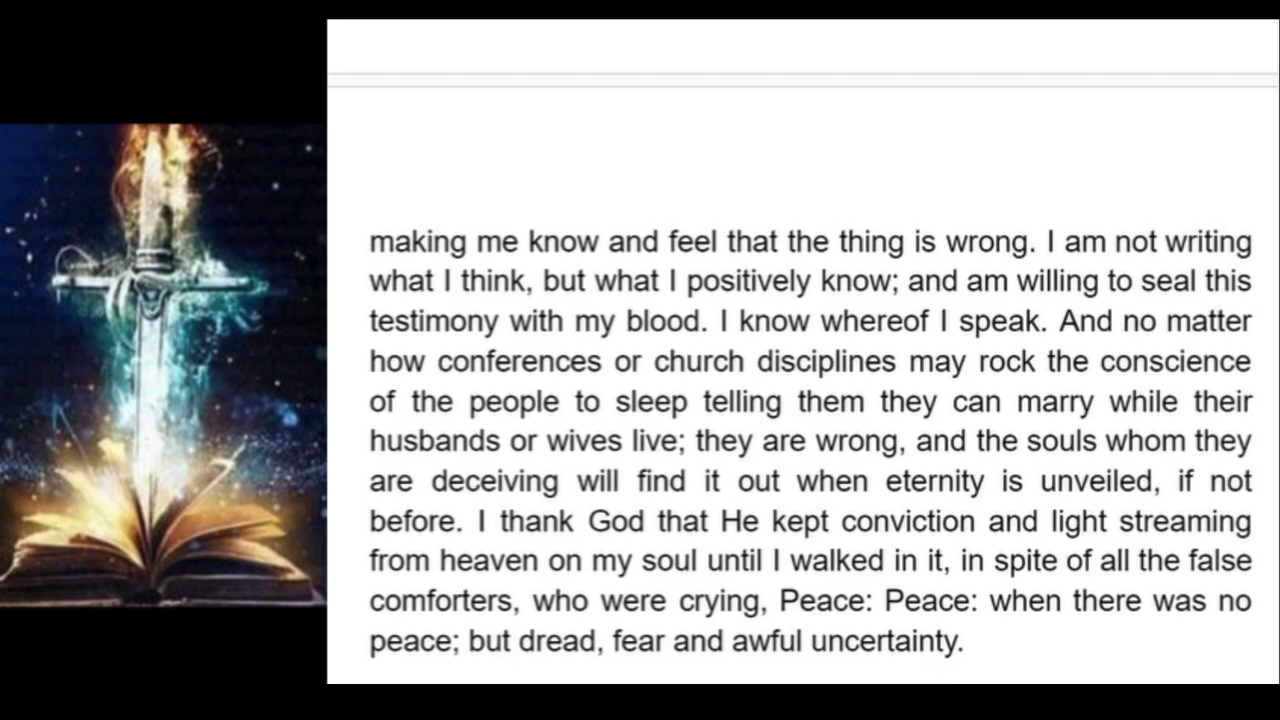 making me know and feel that the thing is wrong. I am not writing
what I think, but what I positively know; and am willing to seal this
testimony with my blood. I know whereof I speak. And no matter
how conferences or church disciplines may rock the conscience
of the people to sleep telling them they can marry while their
husbands or wives live; they are wrong, and the souls whom they
are deceiving will find it out when eternity is unveiled, if not
before. I thank God that He kept conviction and light streaming
from heaven on my soul until I walked in it, in spite of all the false
comforters, who were crying, Peace: Peace: when there was no
peace; but dread, fear and awful uncertainty.